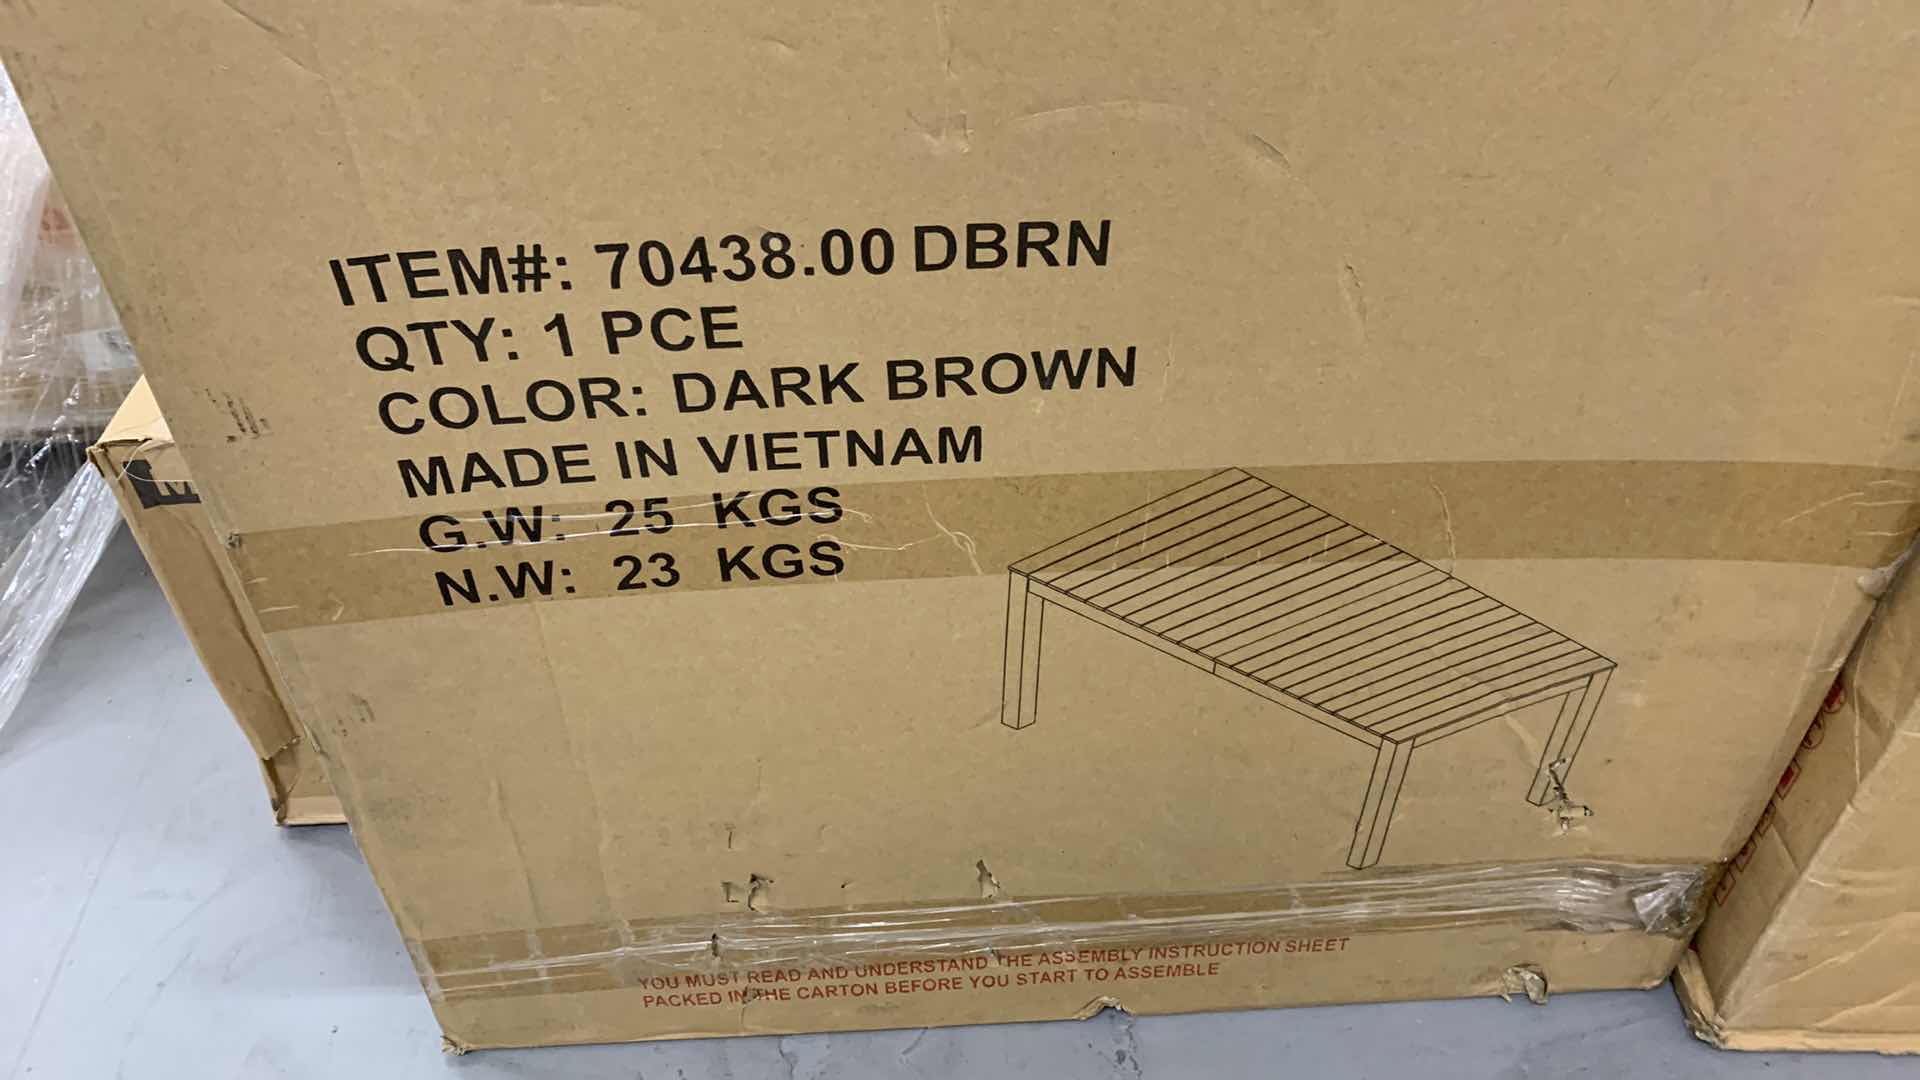 ITEM#: 70438.00 DBRN
QTY: 1 PCE
COLOR: DARK BROWN
MADE IN VIETNAM
G.W: 25 KGS
N.W: 23 KGS
YOU MUST READ AND UNDERSTAND THE ASSEMBLY INSTRUCTION SHEET
PACKED IN THE CARTON BEFORE YOU START TO ASSEMBLE